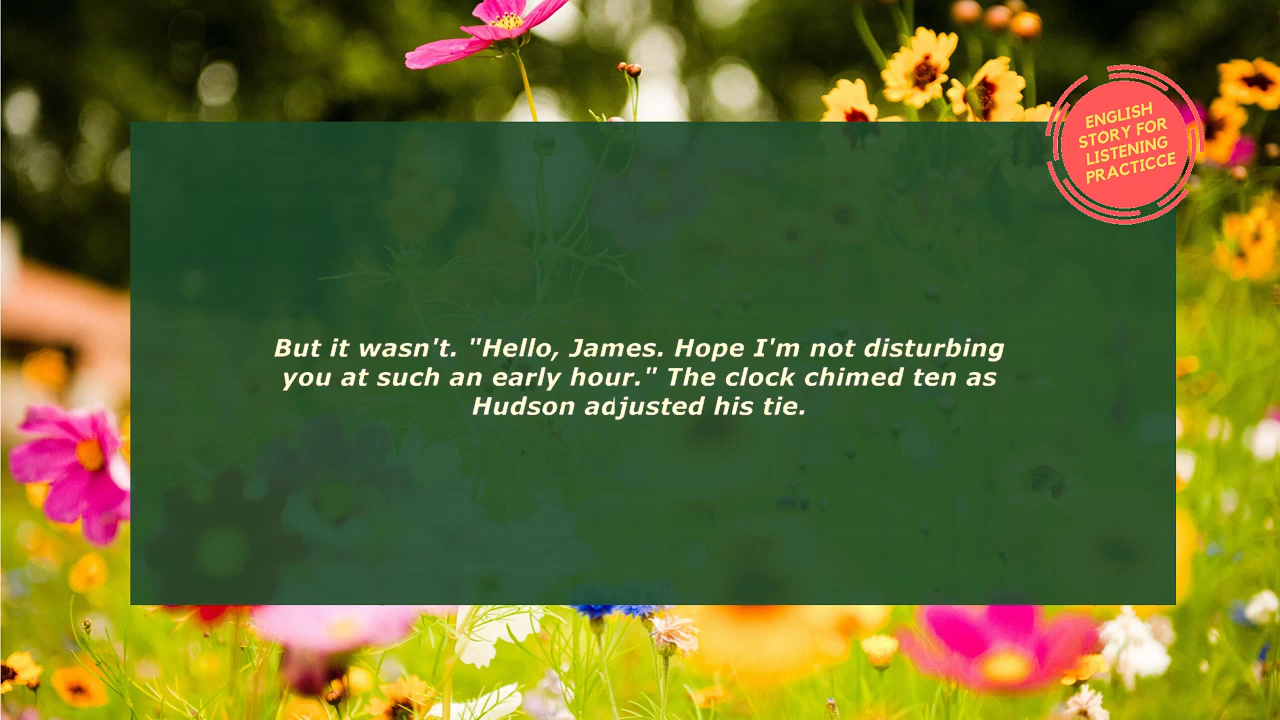 ENGLISH
STORY FOR
LISTENING
PRACTICCE
But it wasn't. "Hello, James. Hope I'm not disturbing
you at such an early hour." The clock chimed ten as
Hudson adjusted his tie.